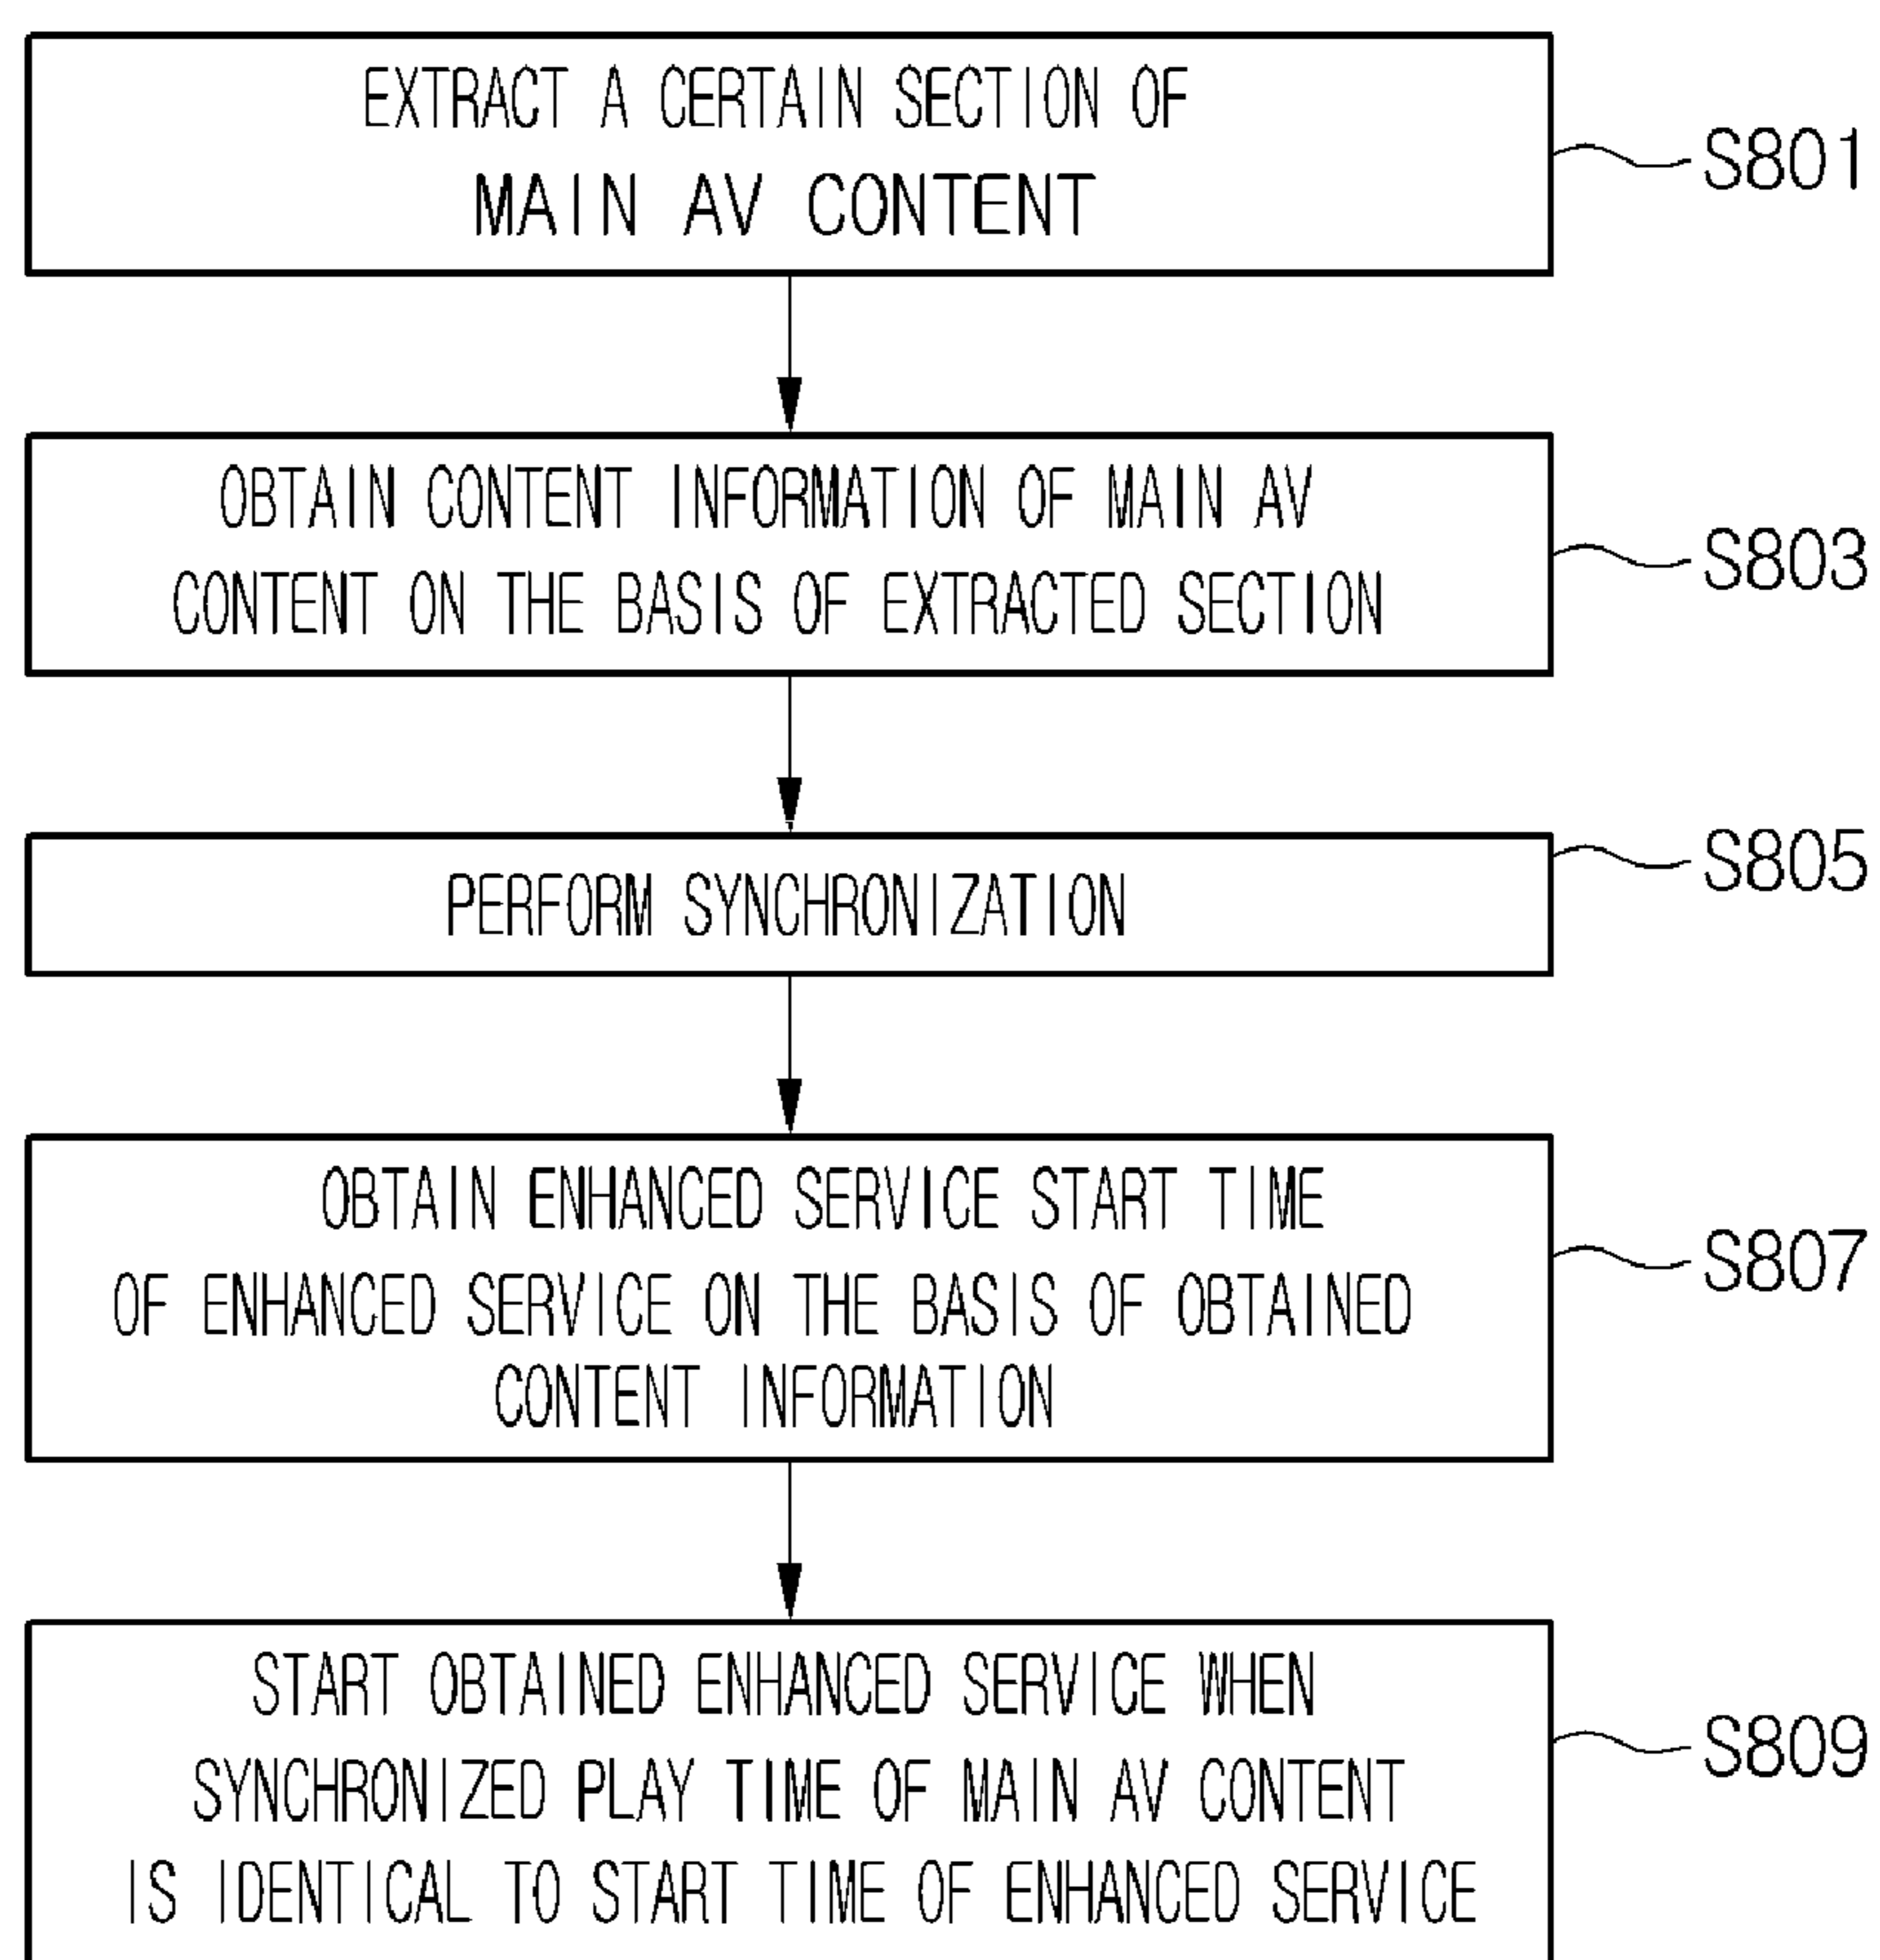 EXTRACT A CERTAIN SECTION OF
MAIN AV CONTENT
S801
OBTAIN CONTENT INFORMATION OF MAIN AV
CONTENT ON THE BASIS OF EXTRACTED SECTION
S803
PERFORM SYNCHRONIZATION
S805
OBTAIN ENHANCED SERVICE START TIME
OF ENHANCED SERVICE ON THE BASIS OF OBTAINED
CONTENT INFORMATION
S807
START OBTAINED ENHANCED SERVICE WHEN
SYNCHRONIZED PLAY TIME OF MAIN AV CONTENT
IS IDENTICAL TO START TIME OF ENHANCED SERVICE
S809